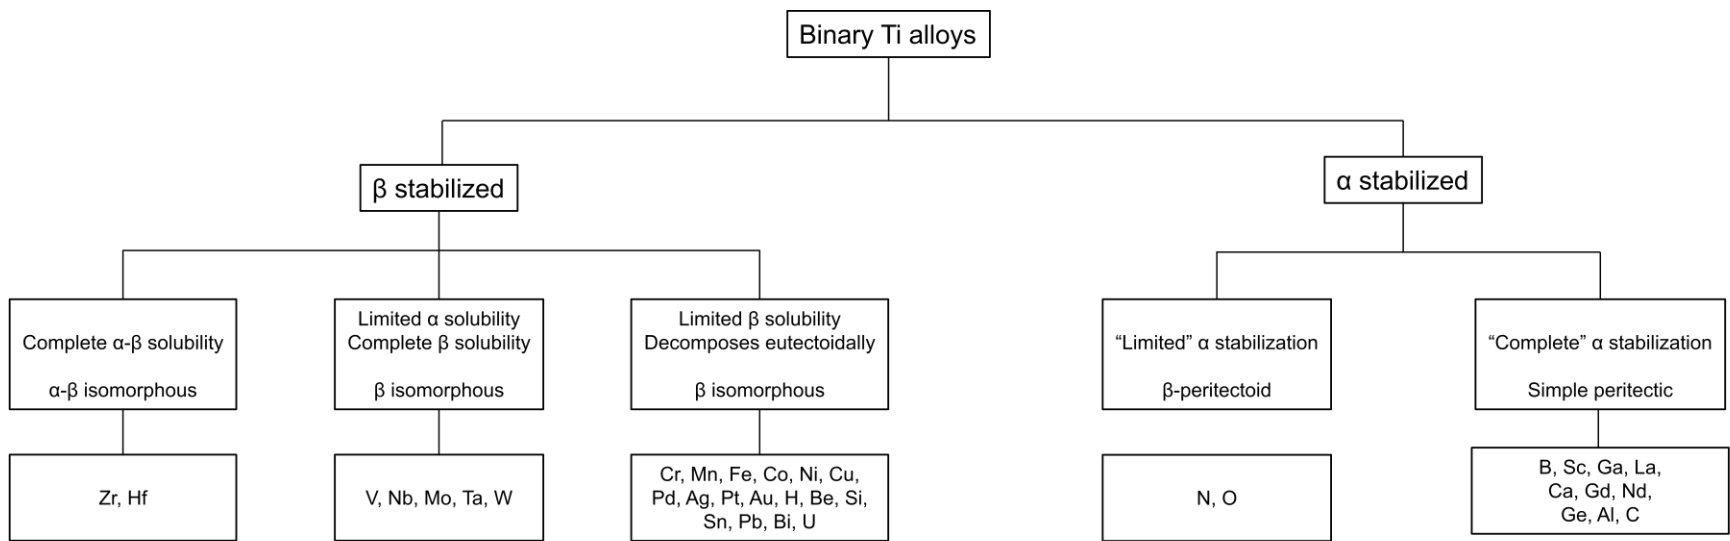 Binary Ti alloys
β stabilized
α stabilized
Complete α-β solubility
α-β isomorphous
Limited α solubility
Complete β solubility
β isomorphous
Limited β solubility
Decomposes eutectoidally
β isomorphous
“Limited” α stabilization
β-peritectoid
“Complete” α stabilization
Simple peritectic
Zr, Hf
V, Nb, Mo, Ta, W
Cr, Mn, Fe, Co, Ni, Cu,
Pd, Ag, Pt, Au, H, Be, Si,
Sn, Pb, Bi, U
N, O
B, Sc, Ga, La,
Ca, Gd, Nd,
Ge, Al, C